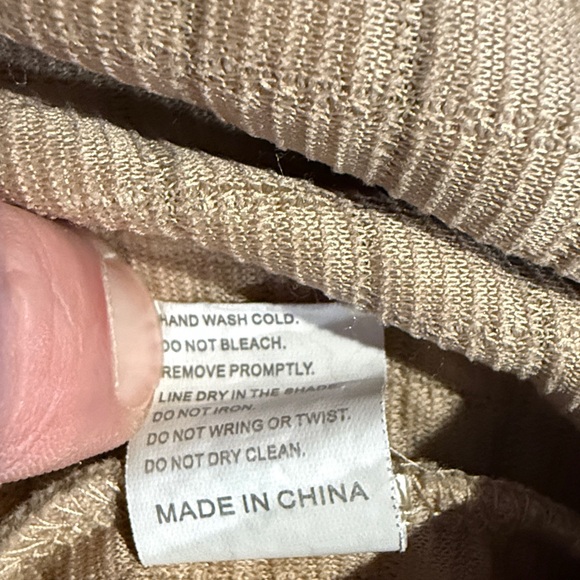 HAND WASH COLD.
DO NOT BLEACH.
REMOVE PROMPTLY.
LINE DRY IN THE SHADE.
DO NOT IRON.
DO NOT WRING OR TWIST.
DO NOT DRY CLEAN.
MADE IN CHINA